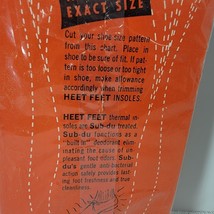 EXACT SIZE
Cut your shoe size pattern
from this chart. Place in
shoe to be sure of fit. If pat-
tern is too loose or too tight
in shoe, make allowance
accordingly when trimming
HEET FEET INSOLES.
HEET FEET thermal in-
soles are Sub-du treated.
Sub-du functions as a
"built in" deodorant elim-
inating the cause of un-
pleasant foot odors. Sub-
du's gentle anti-bacterial
action safely provides last-
ing foot freshness and true
cleanliness.